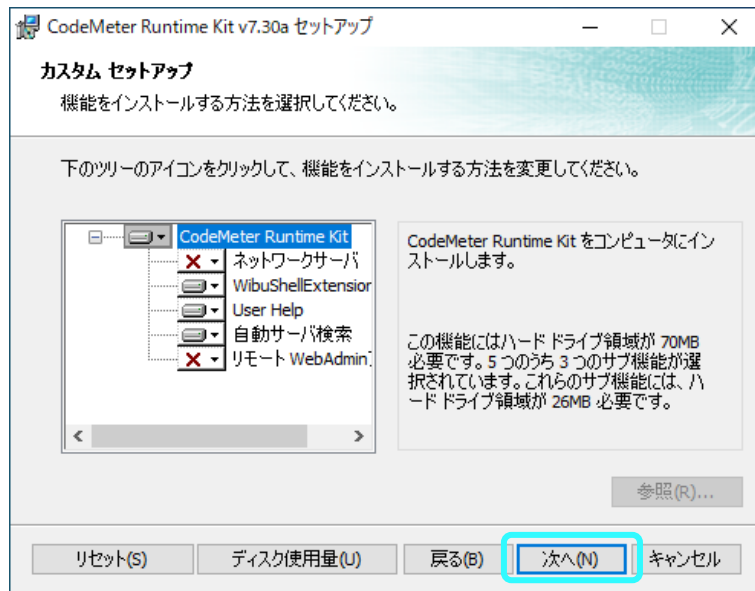 CodeMeter Runtime Kit v7.30a セットアップ
カスタム セットアップ
機能をインストールする方法を選択してください。
下のツリーのアイコンをクリックして、機能をインストールする方法を変更してください。
CodeMeter Runtime Kit
ネットワークサーバ
WibuShellExtension
User Help
自動サーバ検索
リモート WebAdmin
CodeMeter Runtime Kit をコンピュータにイン
ストールします。
この機能にはハード ドライブ領域が 70MB
必要です。5 つのうち 3 つのサブ機能が選
択されています。これらのサブ機能には、ハ
ード ドライブ領域が 26MB 必要です。
参照(R)...
リセット(S)
ディスク使用量(U)
戻る(B)
次へ(N)
キャンセル